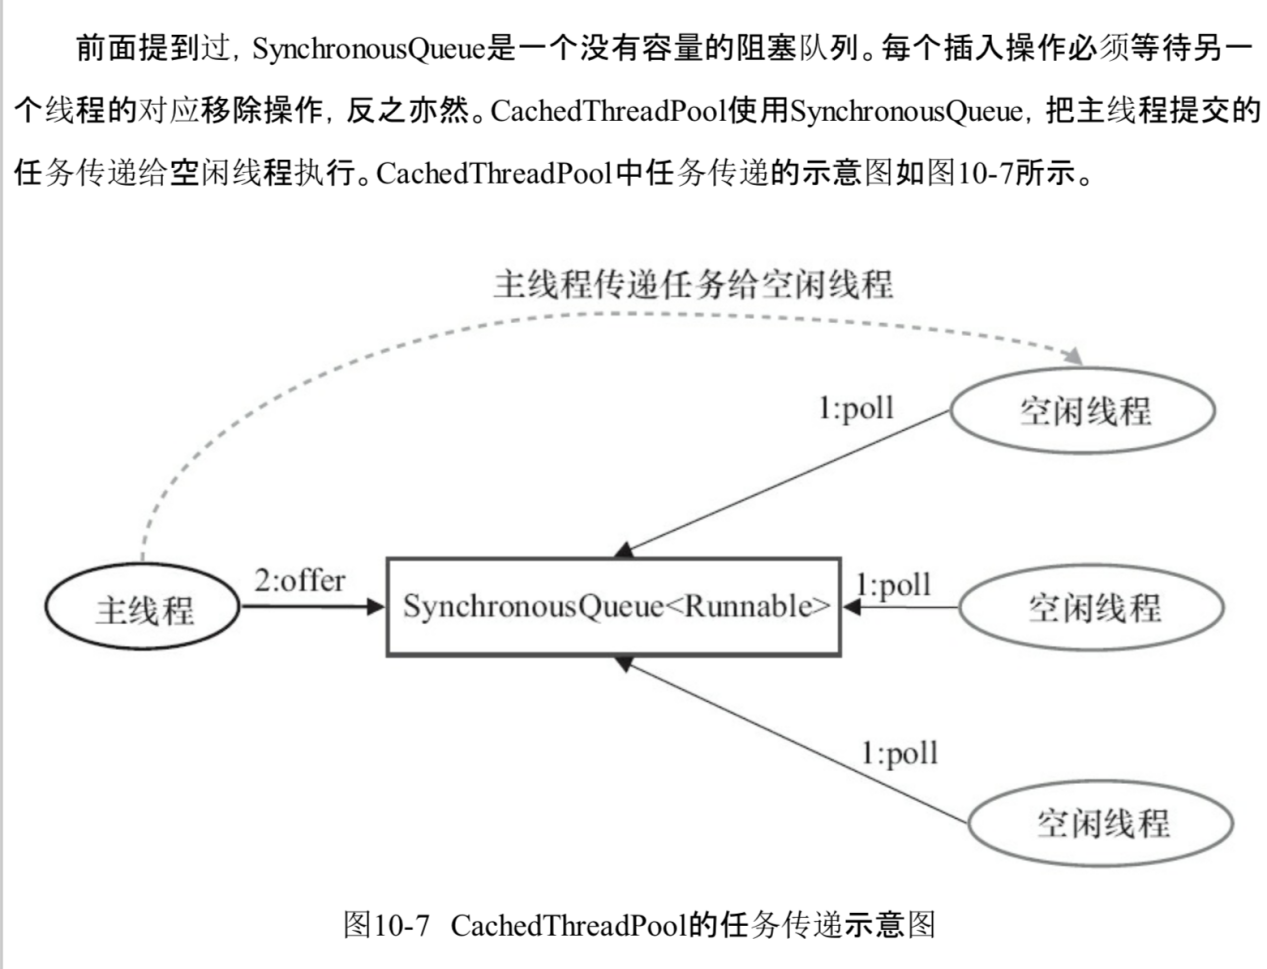 前面提到过，SynchronousQueue是一个没有容量的阻塞队列。每个插入操作必须等待另一
个线程的对应移除操作，反之亦然。CachedThreadPool使用SynchronousQueue，把主线程提交的
任务传递给空闲线程执行。CachedThreadPool中任务传递的示意图如图10-7所示。
主线程传递任务给空闲线程
1:poll
空闲线程
主线程
2:offer
SynchronousQueue<Runnable>
1:poll
空闲线程
1:poll
空闲线程
图10-7 CachedThreadPool的任务传递示意图